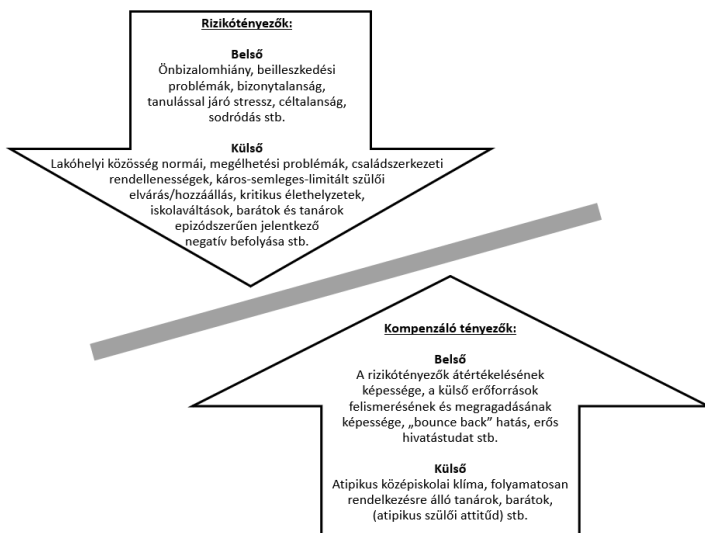 Rizikótényezők:
Belső
Önbizalomhiány, beilleszkedési
problémák, bizonytalanság,
tanulással járó stressz, céltalanság,
sodródás stb.
Külső
Lakóhelyi közösség normái, megélhetési problémák, családszerkezeti
rendellenességek, káros-semleges-limitált szülői
elvárás/hozzáállás, kritikus élethelyzetek,
iskolaváltások, barátok és tanárok
epizódszerűen jelentkező
negatív befolyása stb.
Kompenzáló tényezők:
Belső
A rizikótényezők átértékelésének
képessége, a külső erőforrások
felismerésének és megragadásának
képessége, „bounce back” hatás, erős
hivatástudat stb.
Külső
Atipikus középiskolai klíma, folyamatosan
rendelkezésre álló tanárok, barátok,
(atipikus szülői attitűd) stb.